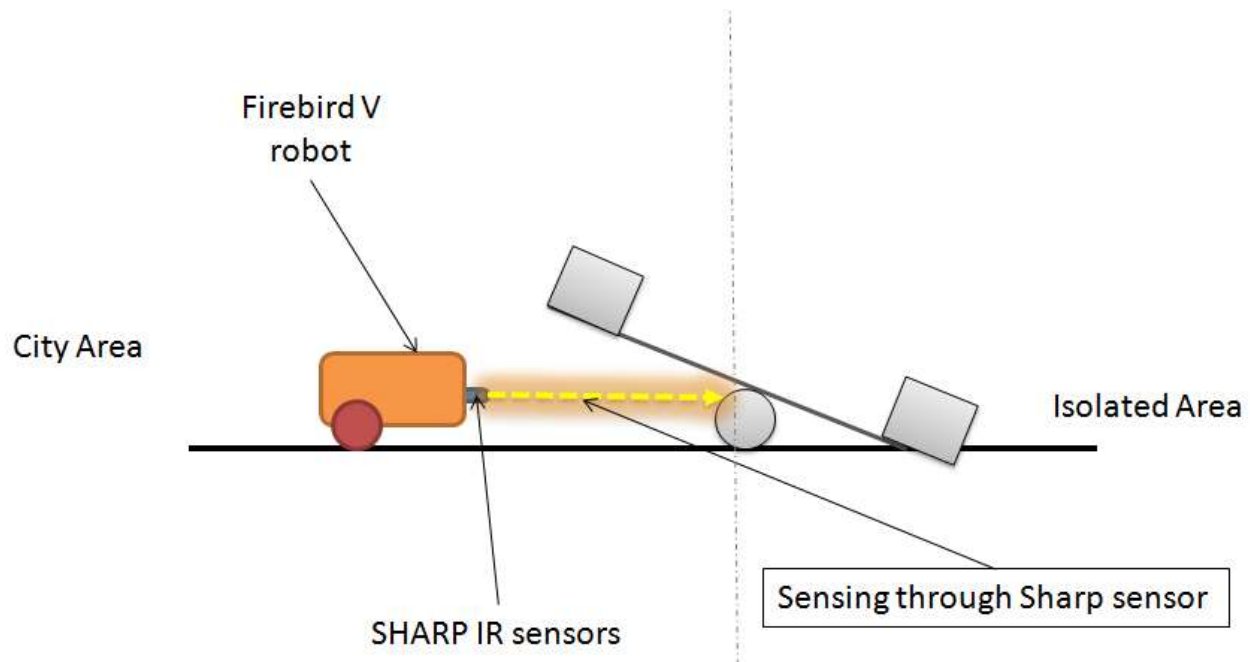 Firebird V
robot
City Area
Isolated Area
Sensing through Sharp sensor
SHARP IR sensors